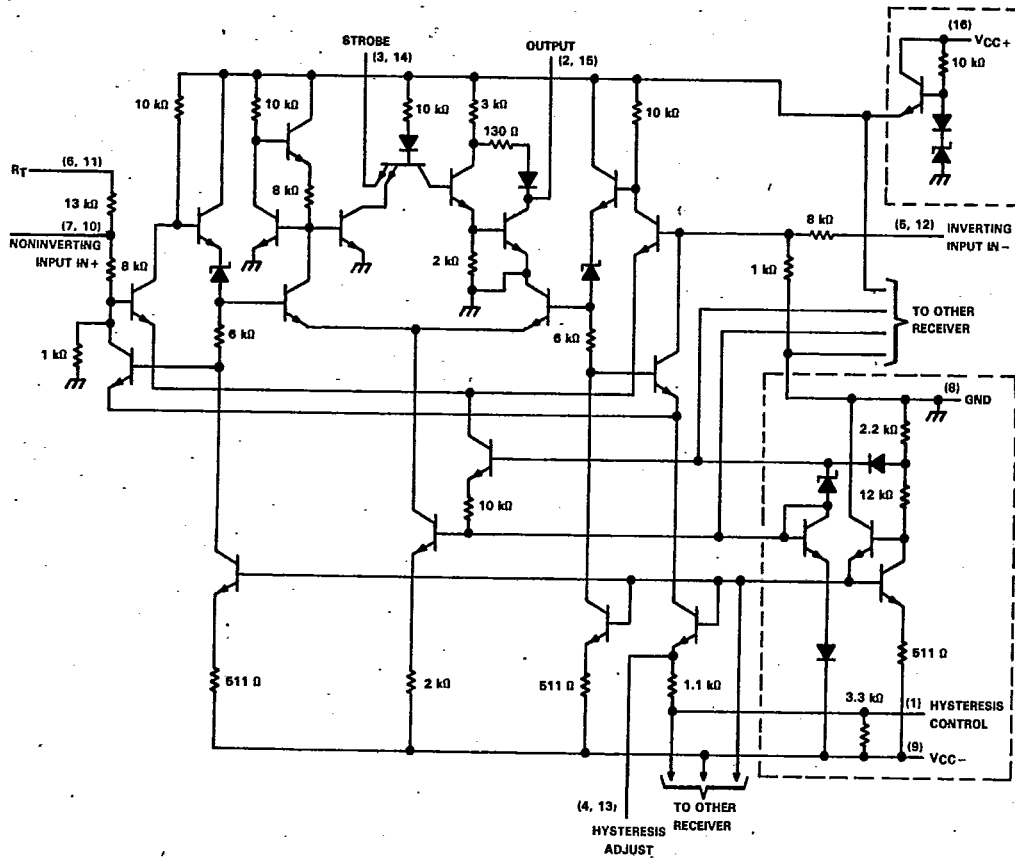 (16)
VCC+
10 kΩ
STROBE
(3, 14)
OUTPUT
(2, 15)
10 kΩ
10 kΩ
10 kΩ
3 kΩ
130 Ω
10 kΩ
RT
(6, 11)
13 kΩ
8 kΩ
(7, 10)
NONINVERTING
INPUT IN+
8 kΩ
8 kΩ
(5, 12)
INVERTING
INPUT IN−
1 kΩ
2 kΩ
TO OTHER
RECEIVER
6 kΩ
6 kΩ
1 kΩ
(8)
GND
2.2 kΩ
12 kΩ
10 kΩ
511 Ω
2 kΩ
511 Ω
1.1 kΩ
511 Ω
3.3 kΩ
(1)
HYSTERESIS
CONTROL
(9)
VCC−
(4, 13)
HYSTERESIS
ADJUST
TO OTHER
RECEIVER